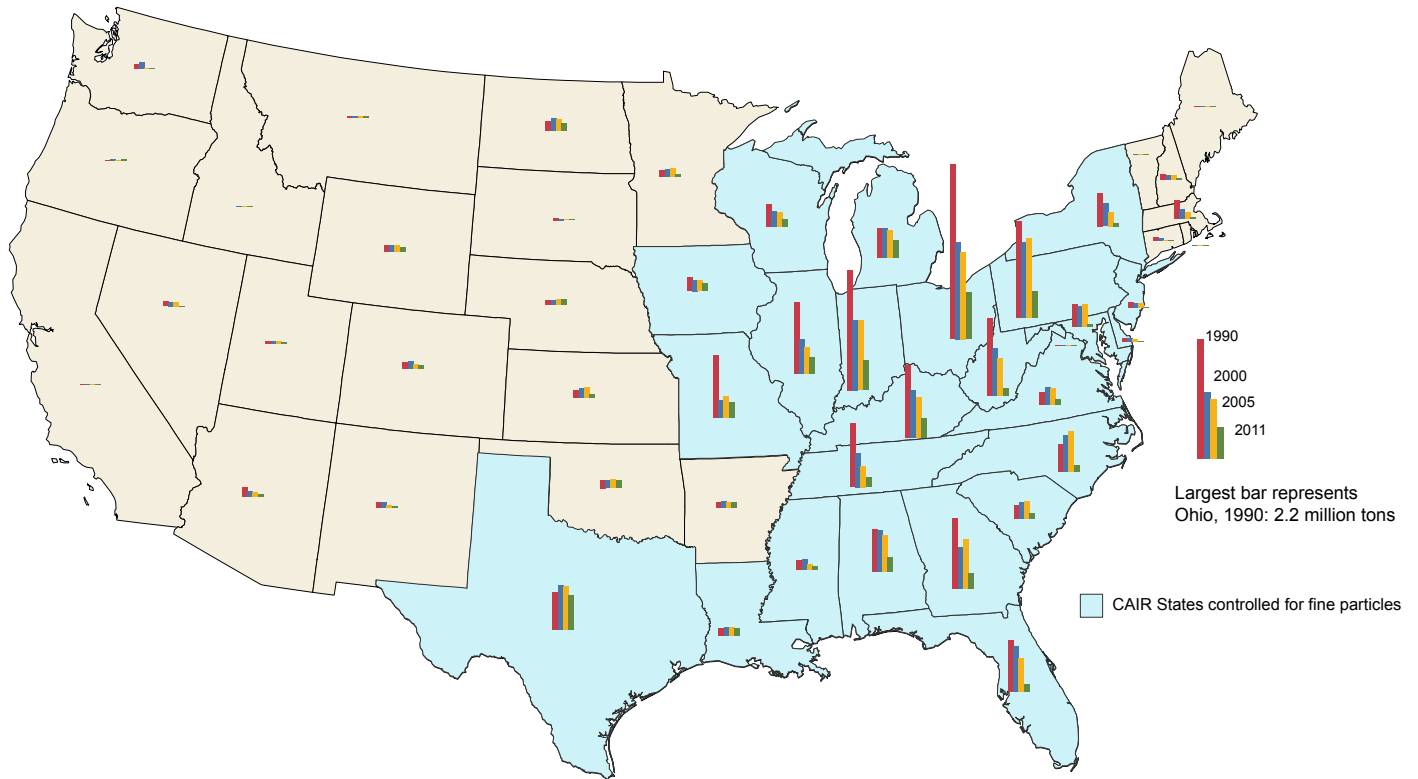 1990
2000
2005
2011
Largest bar represents
Ohio, 1990: 2.2 million tons
CAIR States controlled for fine particles